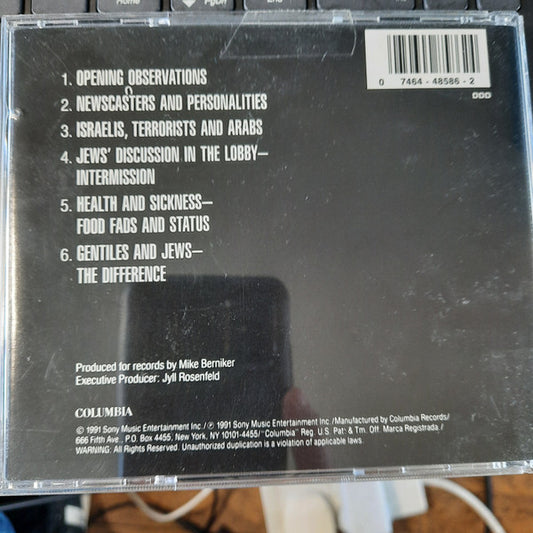 Home
PgDn
End
0 7464-48586-2
DDD
1. OPENING OBSERVATIONS
2. NEWSCASTERS AND PERSONALITIES
3. ISRAELIS, TERRORISTS AND ARABS
4. JEWS' DISCUSSION IN THE LOBBY—
INTERMISSION
5. HEALTH AND SICKNESS—
FOOD FADS AND STATUS
6. GENTILES AND JEWS—
THE DIFFERENCE
Produced for records by Mike Berniker
Executive Producer: Jyll Rosenfeld
COLUMBIA
© 1991 Sony Music Entertainment Inc./ ℗ 1991 Sony Music Entertainment Inc./Manufactured by Columbia Records/
666 Fifth Ave., P.O. Box 4455, New York, NY 10101-4455/"Columbia" Reg. U.S. Pat. & Tm. Off. Marca Registrada./
WARNING: All Rights Reserved. Unauthorized duplication is a violation of applicable laws.